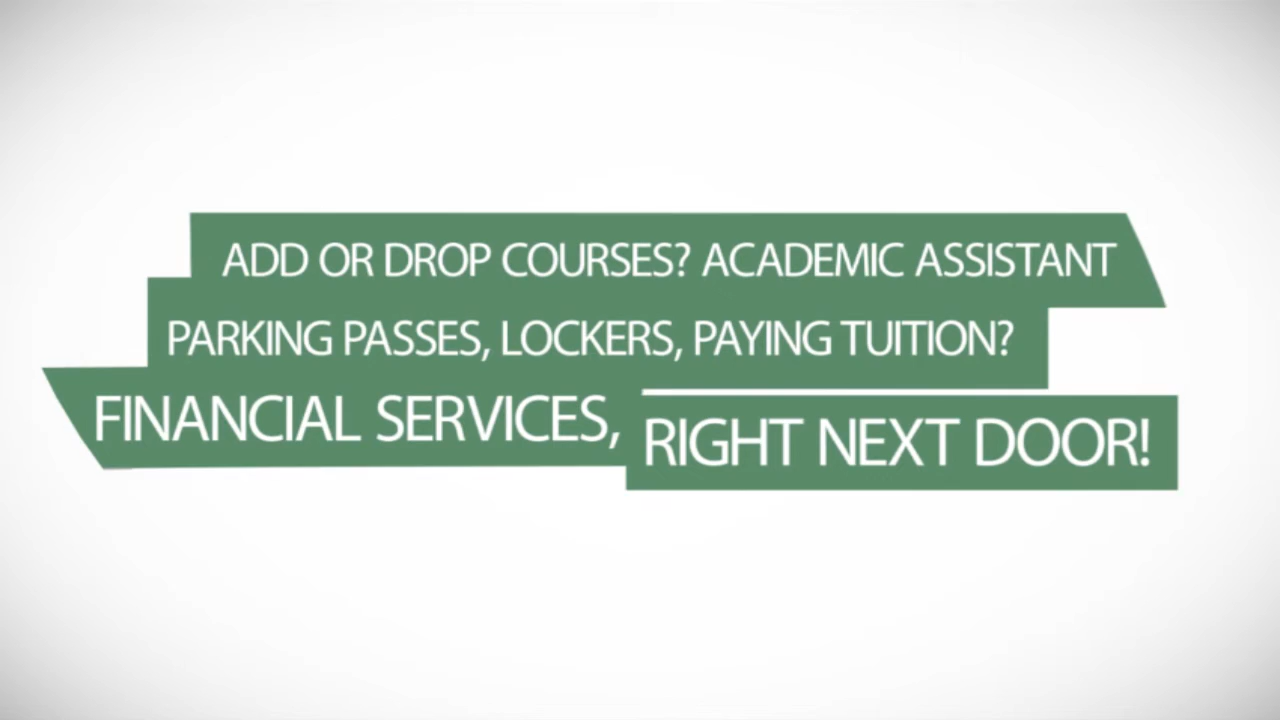 ADD OR DROP COURSES? ACADEMIC ASSISTANT
PARKING PASSES, LOCKERS, PAYING TUITION?
FINANCIAL SERVICES,
RIGHT NEXT DOOR!